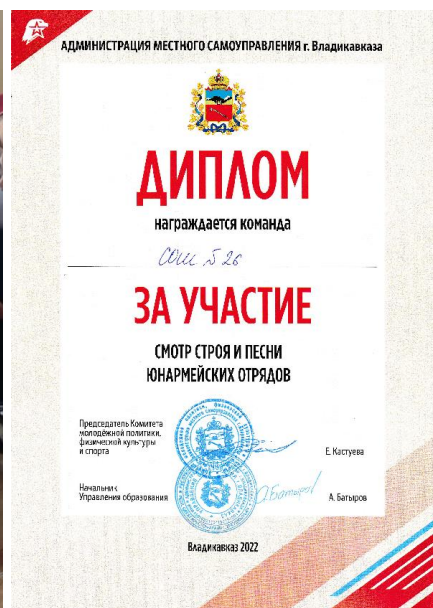 АДМИНИСТРАЦИЯ МЕСТНОГО САМОУПРАВЛЕНИЯ г. Владикавказа
ДИПЛОМ
награждается команда
СОШ № 26
ЗА УЧАСТИЕ
СМОТР СТРОЯ И ПЕСНИ
ЮНАРМЕЙСКИХ ОТРЯДОВ
Председатель Комитета
молодёжной политики,
физической культуры
и спорта
Е. Кастуева
Начальник
Управления образования
А. Батыров
Владикавказ 2022